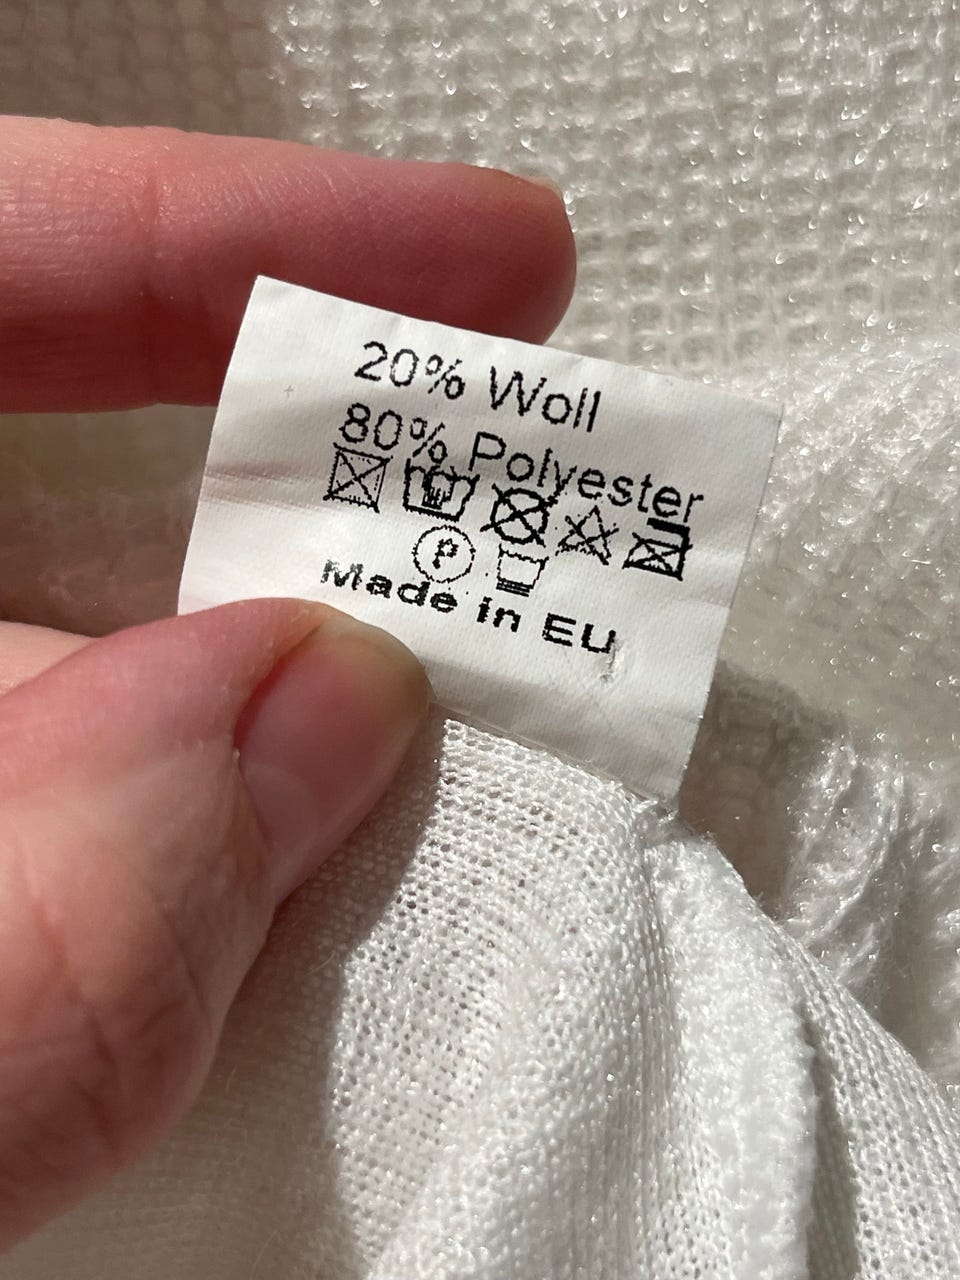 20% Woll
80% Polyester
P
Made in EU